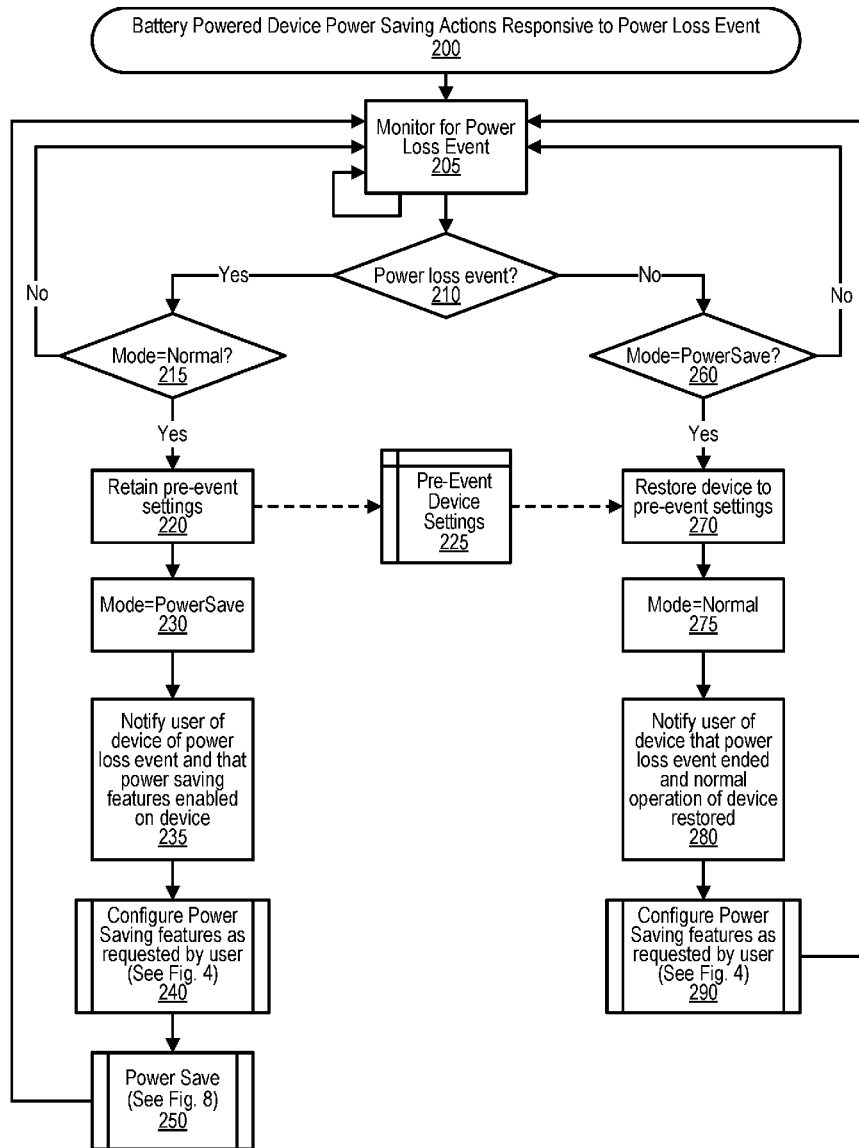 Battery Powered Device Power Saving Actions Responsive to Power Loss Event
200
Monitor for Power
Loss Event
205
Power loss event?
210
Yes
No
Mode=Normal?
215
No
Yes
Mode=PowerSave?
260
No
Yes
Retain pre-event
settings
220
Pre-Event
Device
Settings
225
Restore device to
pre-event settings
270
Mode=PowerSave
230
Mode=Normal
275
Notify user of
device of power
loss event and that
power saving
features enabled
on device
235
Notify user of
device that power
loss event ended
and normal
operation of device
restored
280
Configure Power
Saving features as
requested by user
(See Fig. 4)
240
Configure Power
Saving features as
requested by user
(See Fig. 4)
290
Power Save
(See Fig. 8)
250